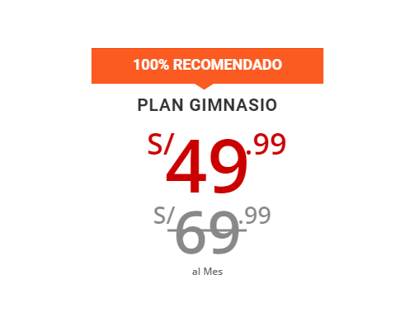 100% RECOMENDADO
PLAN GIMNASIO
S/49.99
S/69.99
al Mes